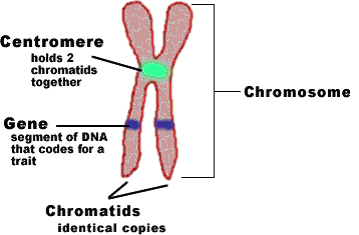 Centromere
holds 2
chromatids
together
Chromosome
Gene
segment of DNA
that codes for a
trait
Chromatids
identical copies